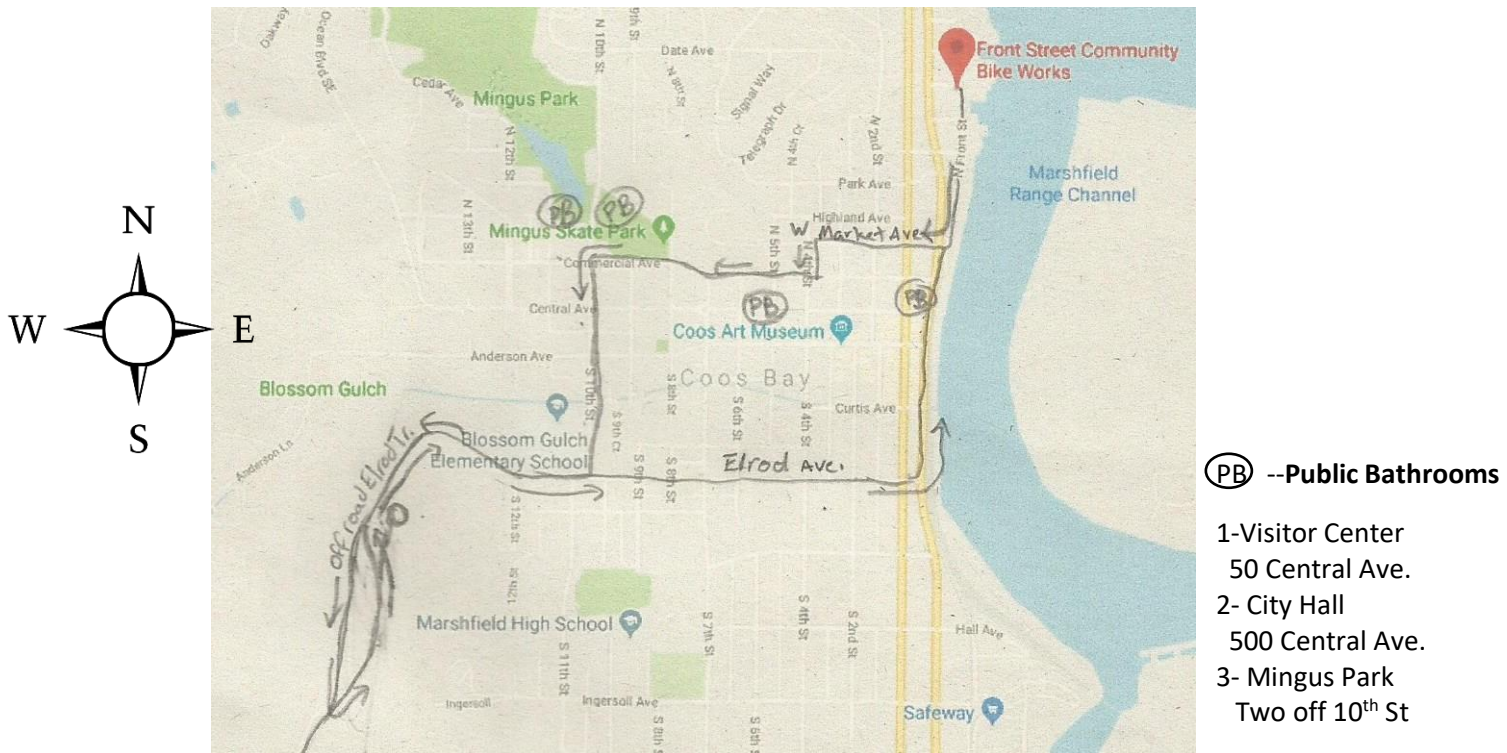 N
W
E
S
Oakway
Ocean Blvd SE
N 10th St
9th St
Date Ave
N 8th St
Signal Way
Telegraph Dr
N 4th Ct
N 2nd St
Front Street Community
Bike Works
N Front St
Cedar Ave
Mingus Park
N 12th St
N 13th St
Park Ave
Marshfield
Range Channel
PB
PB
Highland Ave
Mingus Skate Park
W Market Ave
N 5th St
N 4th St
Commercial Ave
PB
PB
Central Ave
Coos Art Museum
Anderson Ave
Coos Bay
Blossom Gulch
S 10th St
S 8th St
S 6th St
S 4th St
Curtis Ave
S 9th Ct
Blossom Gulch
Elementary School
Anderson Ln
off road Elrod Tr.
Elrod Ave.
S 9th St
S 8th St
S 12th St
S 12th St
Marshfield High School
S 7th St
S 4th St
S 2nd St
Hall Ave
S 11th St
Ingersoll
Ingersoll Ave
Safeway
S 8th St
S 6th St
PB --Public Bathrooms
1-Visitor Center
50 Central Ave.
2- City Hall
500 Central Ave.
3- Mingus Park
Two off 10th St